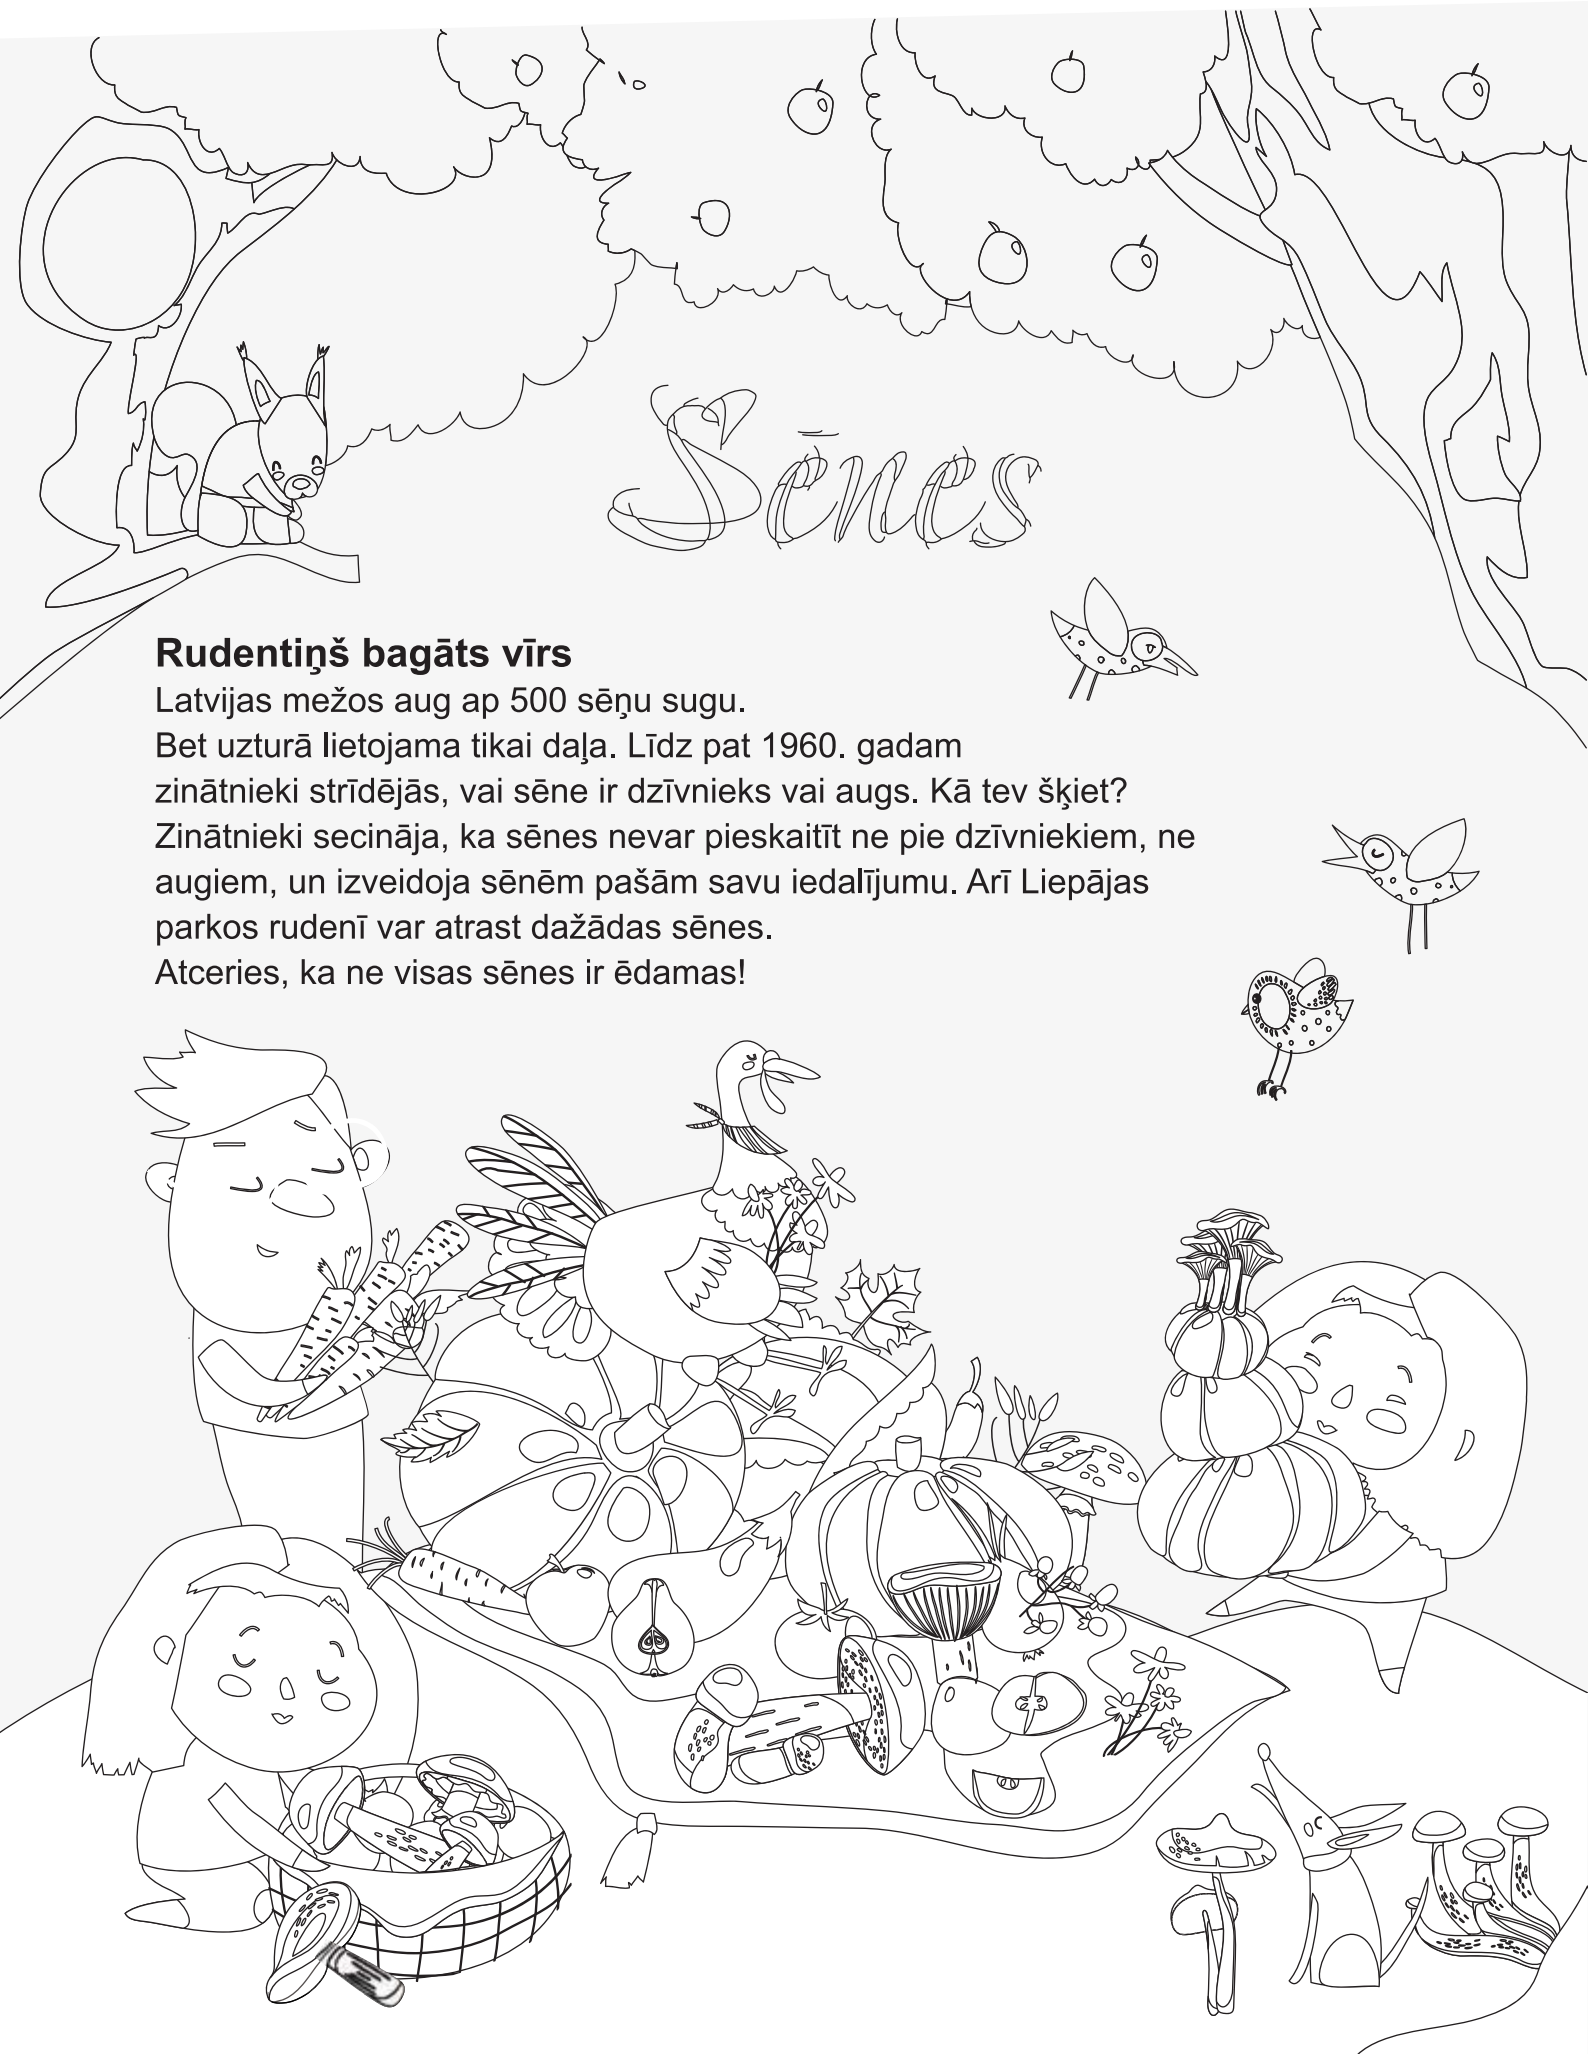 Sēnes
Rudentiņš bagāts vīrs
Latvijas mežos aug ap 500 sēņu sugu.
Bet uzturā lietojama tikai daļa. Līdz pat 1960. gadam
zinātnieki strīdējās, vai sēne ir dzīvnieks vai augs. Kā tev šķiet?
Zinātnieki secināja, ka sēnes nevar pieskaitīt ne pie dzīvniekiem, ne
augiem, un izveidoja sēnēm pašām savu iedalījumu. Arī Liepājas
parkos rudenī var atrast dažādas sēnes.
Atceries, ka ne visas sēnes ir ēdamas!